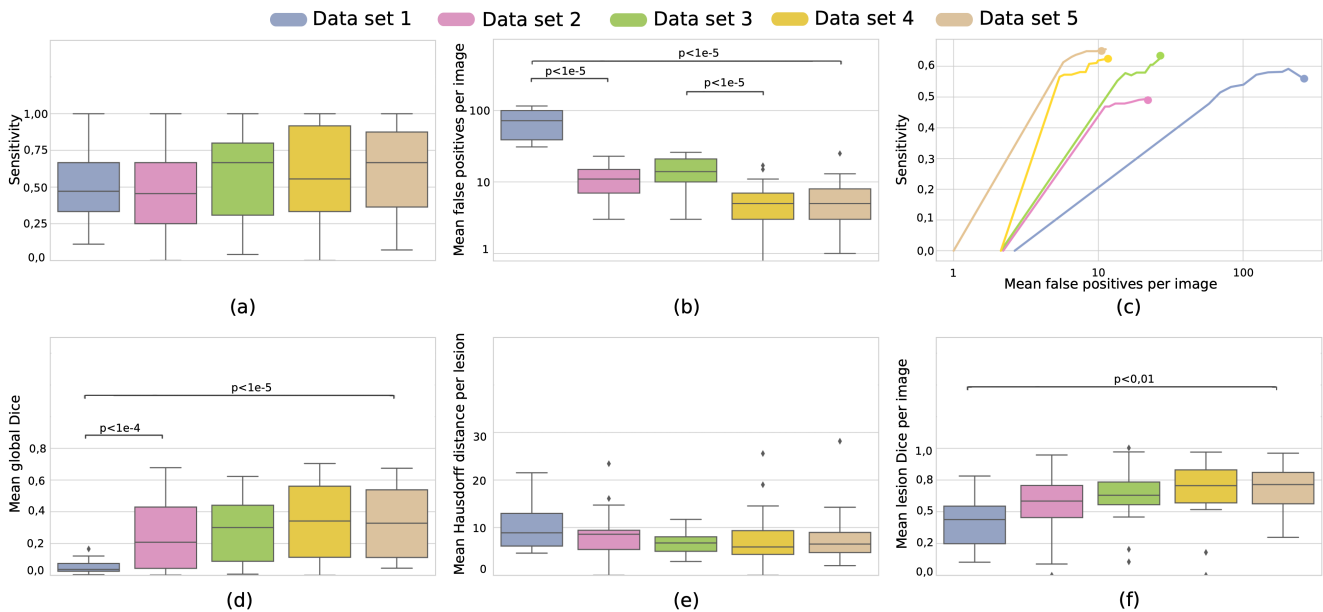 Data set 1 Data set 2 Data set 3 Data set 4 Data set 5
Sensitivity
1,00
0,75
0,50
0,25
0,0
(a)
Mean false positives per image
p<1e-5
p<1e-5
p<1e-5
100
10
1
(b)
Sensitivity
0,6
0,5
0,4
0,3
0,2
0,1
0,0
1 10 100
Mean false positives per image
(c)
Mean global Dice
p<1e-5
p<1e-4
0,8
0,6
0,4
0,2
0,0
(d)
Mean Hausdorff distance per lesion
30
20
10
0
(e)
Mean lesion Dice per image
p<0,01
1,0
0,8
0,5
0,2
0,0
(f)